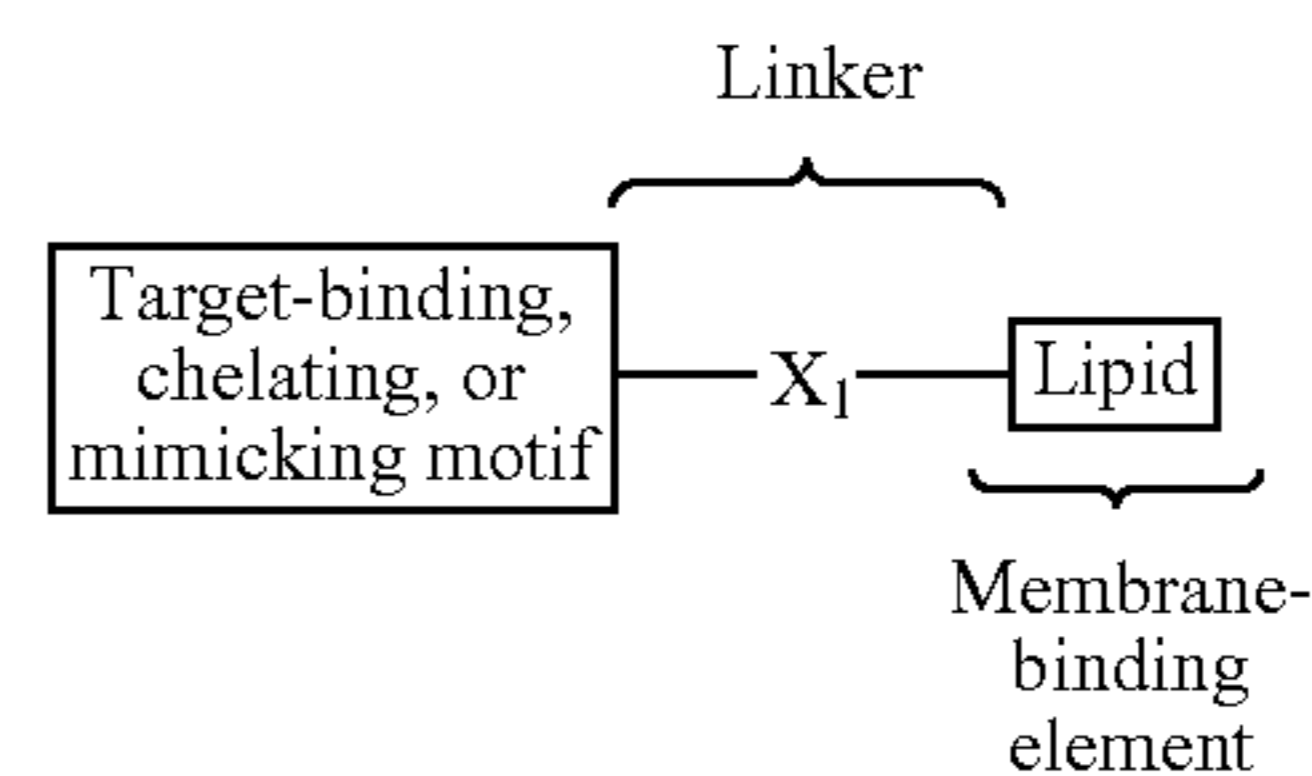 Linker
Target-binding,
chelating, or
mimicking motif
X₁
Lipid
Membrane-
binding
element